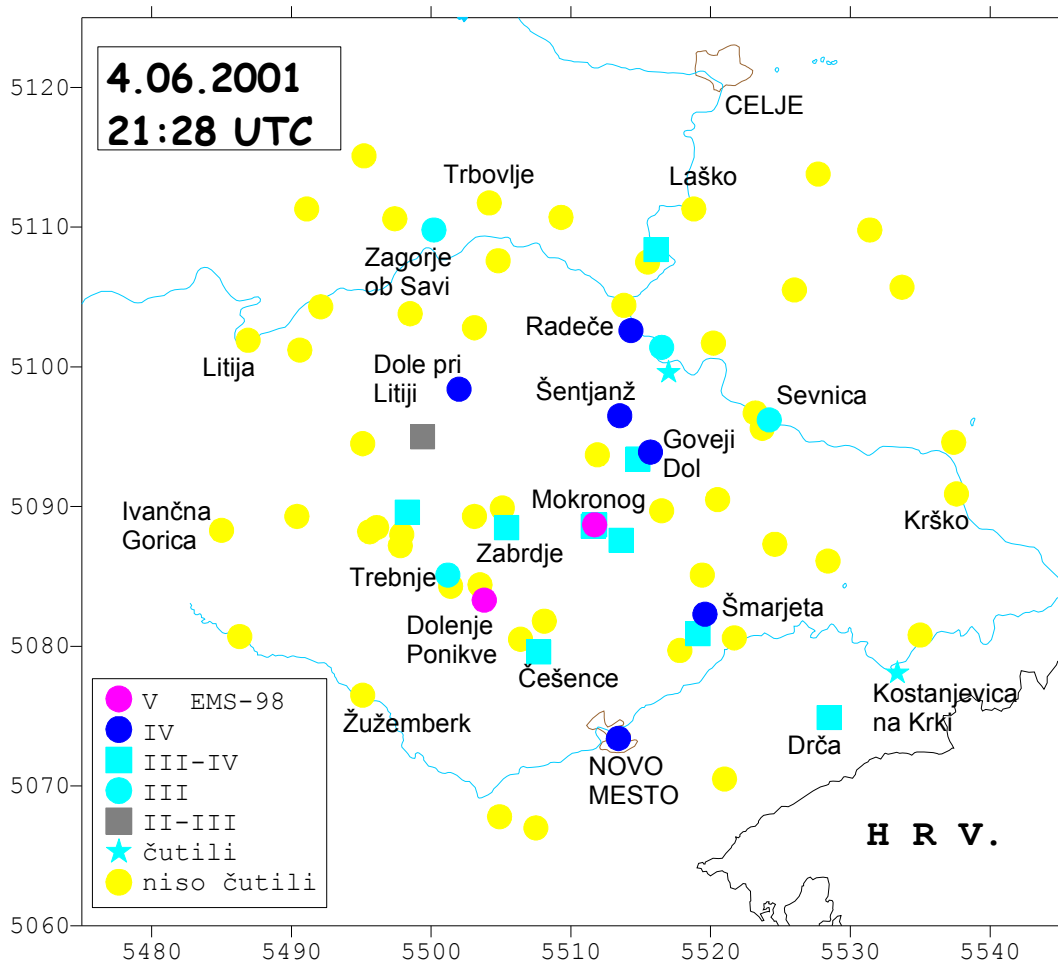 4.06.2001
21:28 UTC
5120
5110
5100
5090
5080
5070
5060
CELJE
Trbovlje
Laško
Zagorje
ob Savi
Radeče
Litija
Dole pri
Litiji
Šentjanž
Sevnica
Goveji
Dol
Mokronog
Ivančna
Gorica
Krško
Zabrdje
Trebnje
Šmarjeta
Dolenje
Ponikve
Češence
Kostanjevica
na Krki
Žužemberk
Drča
NOVO
MESTO
H R V.
V EMS-98
IV
III-IV
III
II-III
čutili
niso čutili
5480 5490 5500 5510 5520 5530 5540